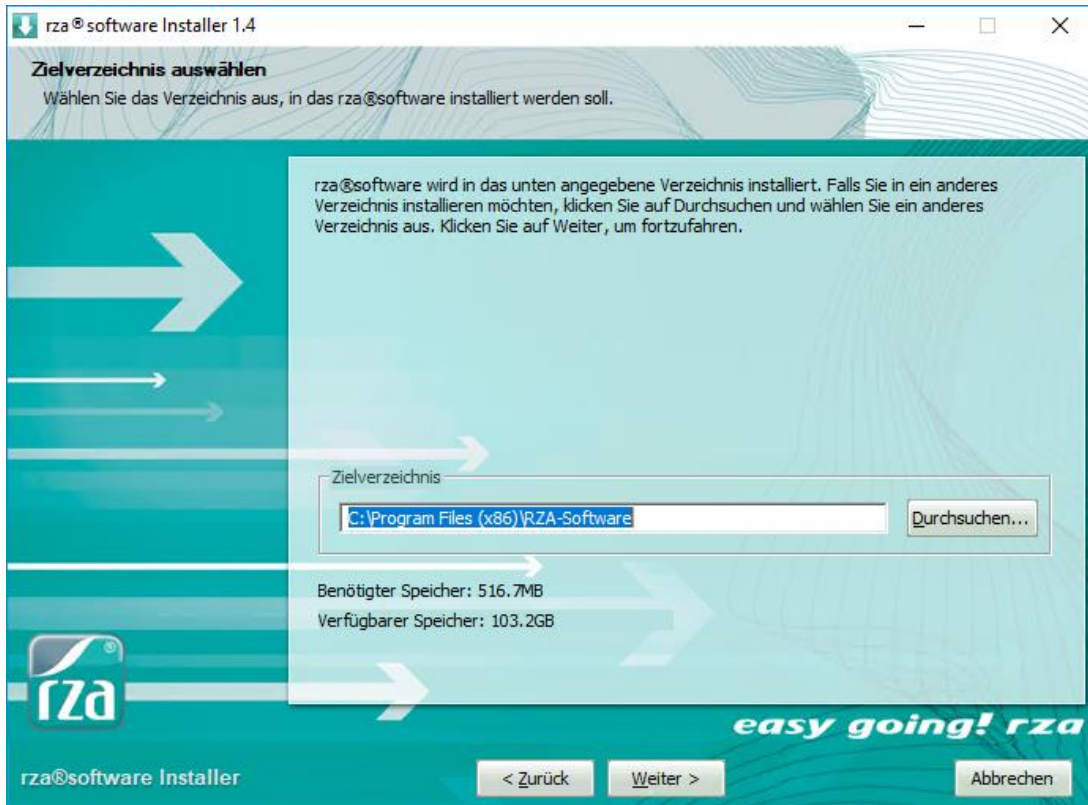 rza® software Installer 1.4
Zielverzeichnis auswählen
Wählen Sie das Verzeichnis aus, in das rza®software installiert werden soll.
rza®software wird in das unten angegebene Verzeichnis installiert. Falls Sie in ein anderes
Verzeichnis installieren möchten, klicken Sie auf Durchsuchen und wählen Sie ein anderes
Verzeichnis aus. Klicken Sie auf Weiter, um fortzufahren.
Zielverzeichnis
C:\Program Files (x86)\RZA-Software
Durchsuchen...
Benötigter Speicher: 516.7MB
Verfügbarer Speicher: 103.2GB
rza®
easy going! rza
rza®software Installer
< Zurück
Weiter >
Abbrechen